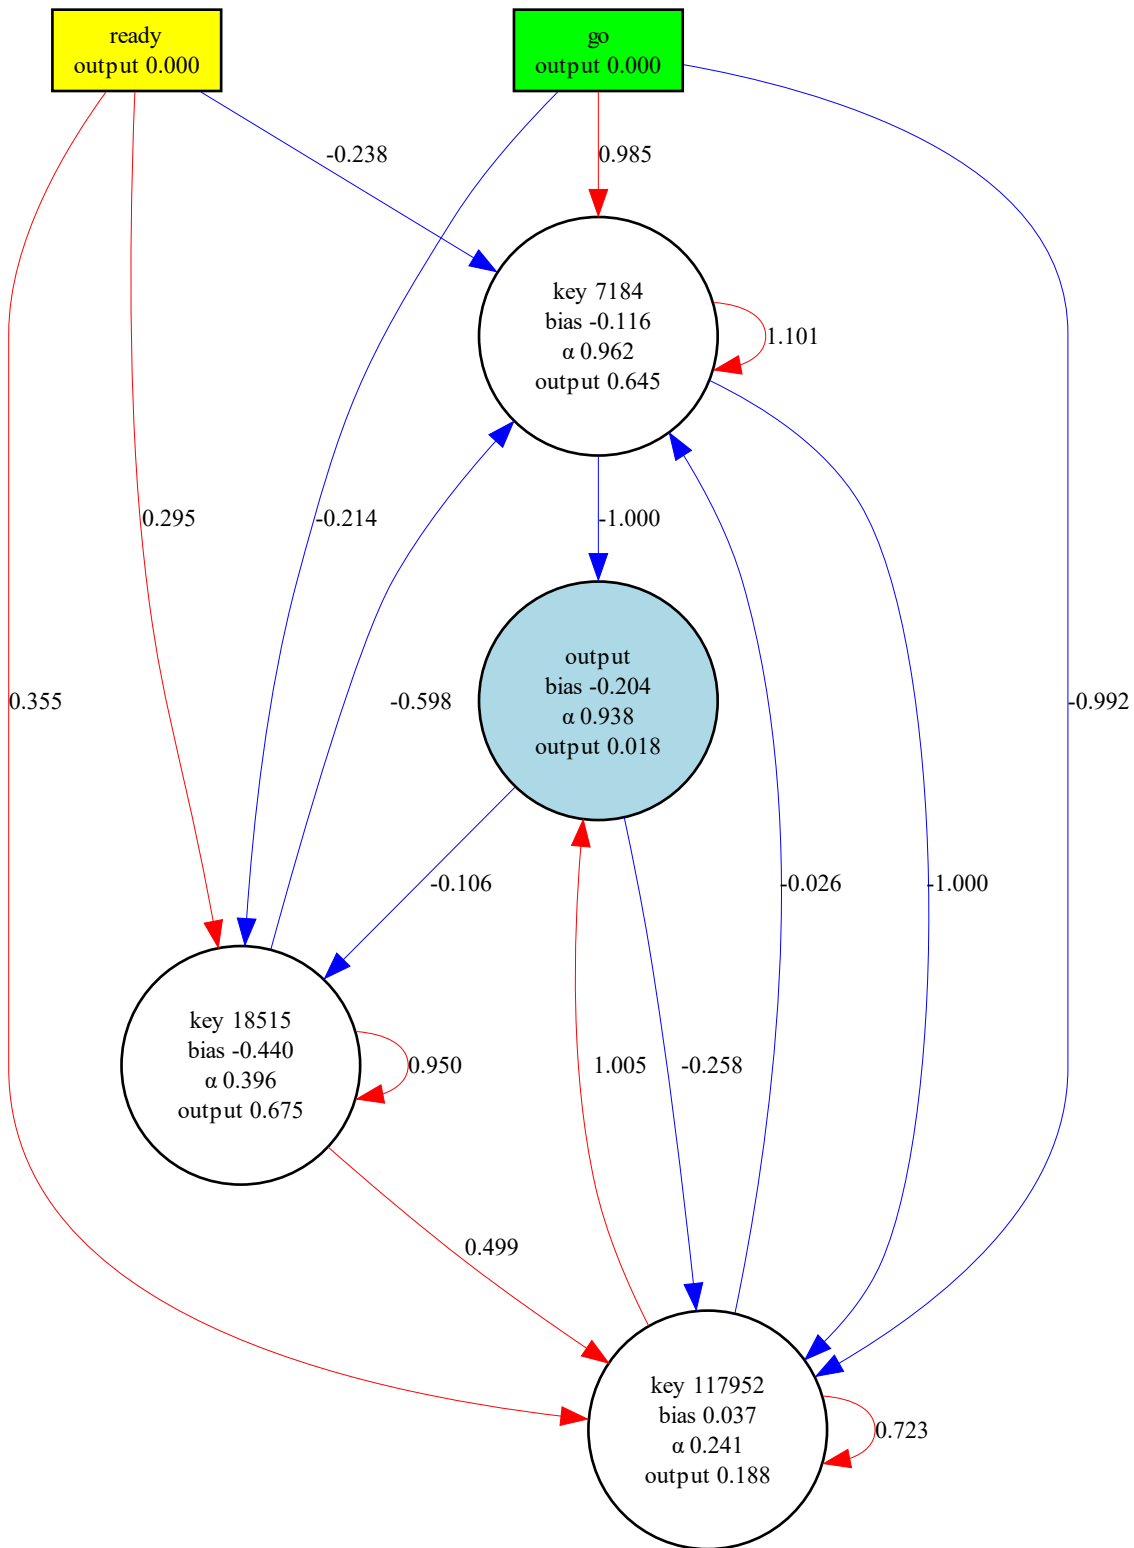 ready
output 0.000
go
output 0.000
-0.238
0.985
key 7184
bias -0.116
α 0.962
output 0.645
1.101
0.295
-0.214
-1.000
output
bias -0.204
α 0.938
output 0.018
0.355
-0.598
-0.992
-0.106
-0.026
-1.000
key 18515
bias -0.440
α 0.396
output 0.675
0.950
1.005
-0.258
0.499
key 117952
bias 0.037
α 0.241
output 0.188
0.723